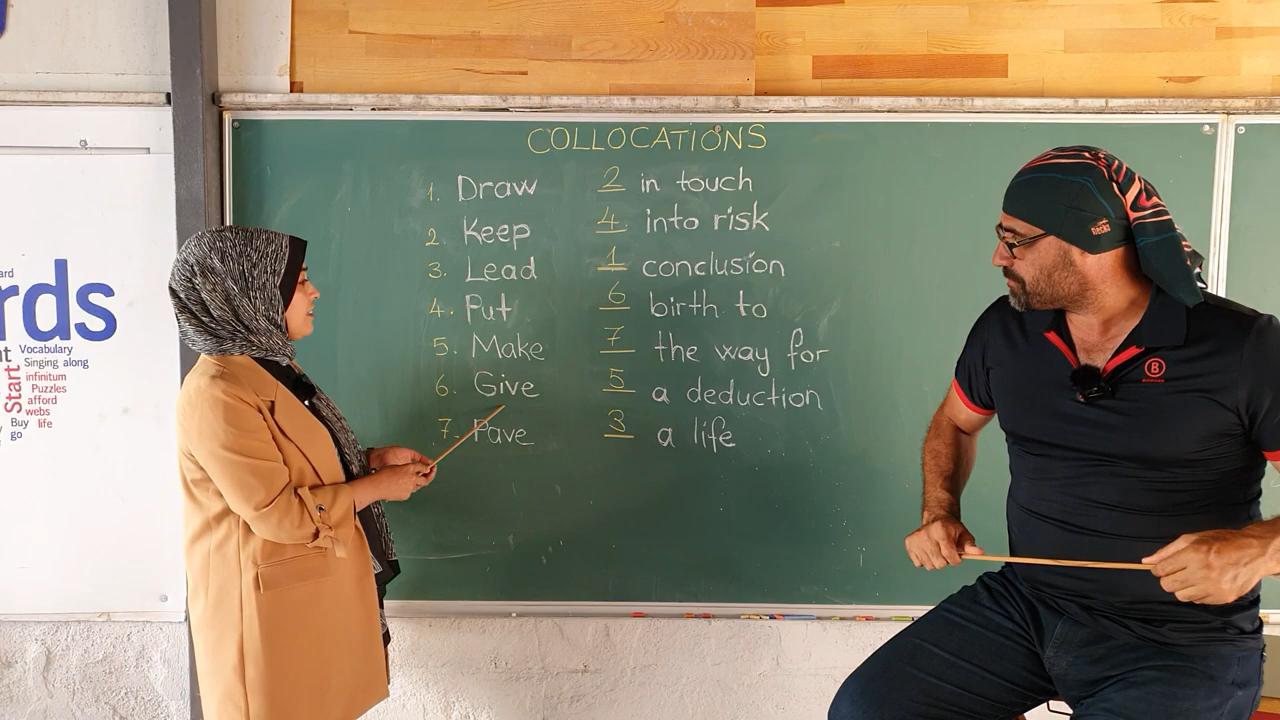 COLLOCATIONS
1. Draw 2 in touch
2. Keep 4 into risk
3. Lead 1 conclusion
4. Put 6 birth to
5. Make 7 the way for
6. Give 5 a deduction
7. Pave 3 a life
ard
rds
nt Vocabulary
Start Singing along
infinitum
Puzzles
afford
webs
Buy life
go
B